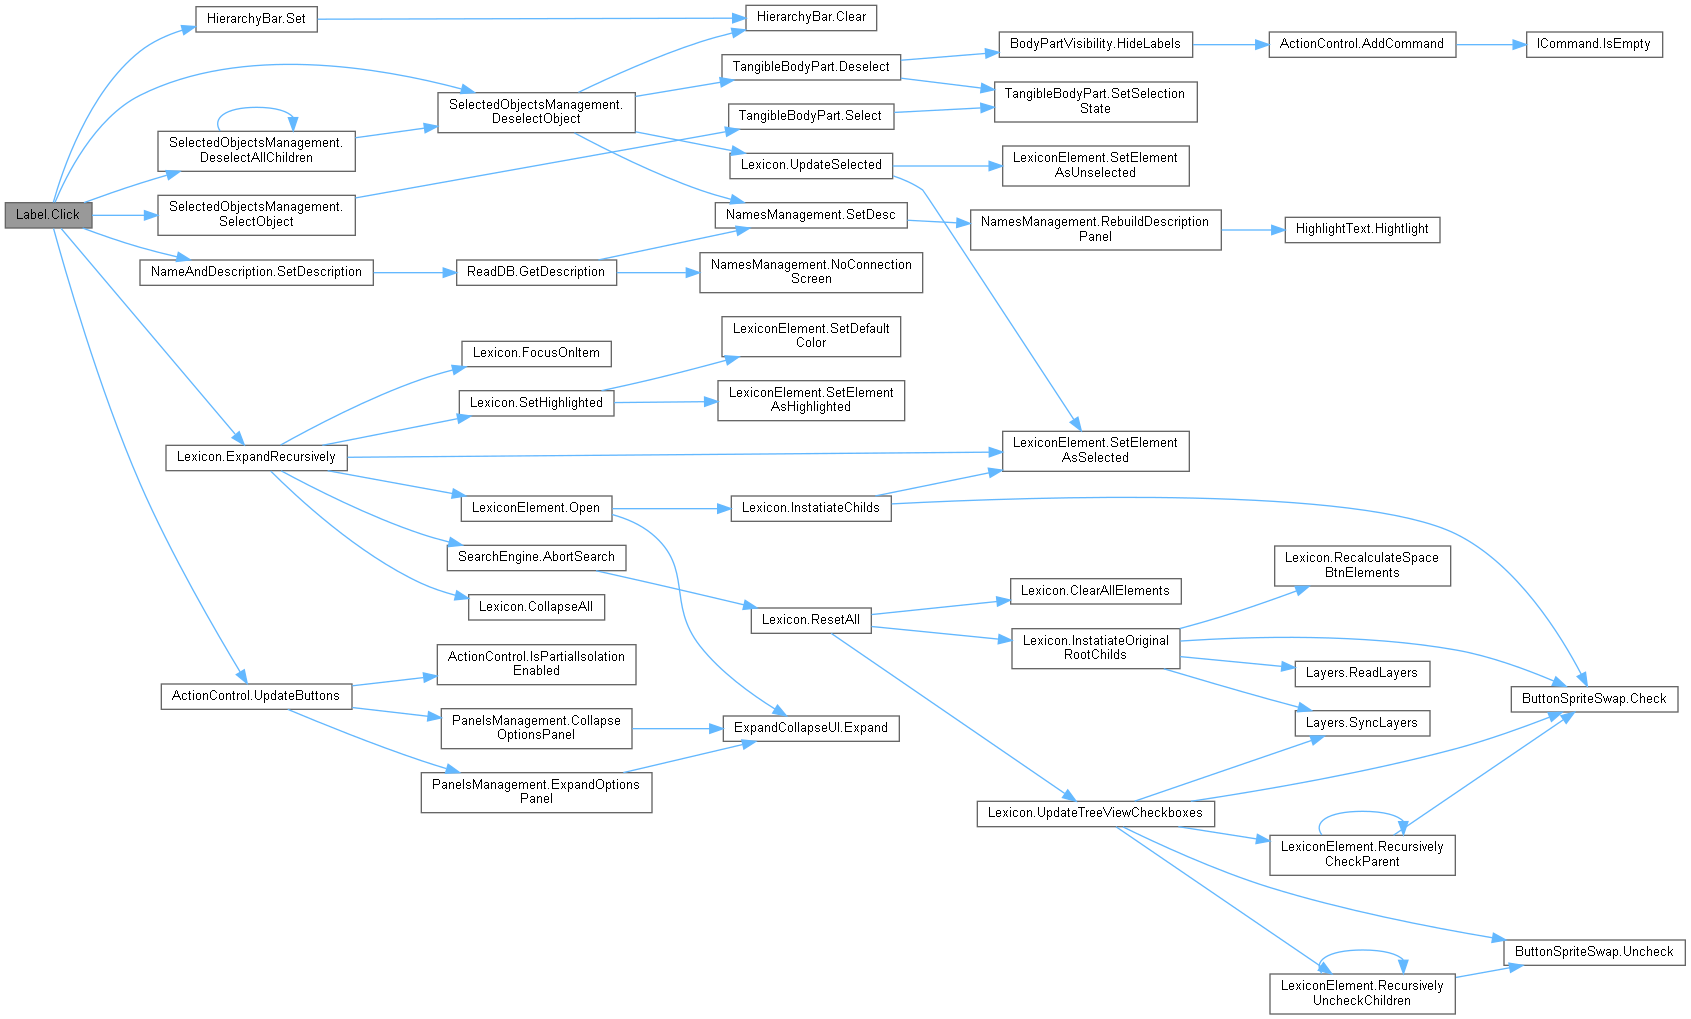 Label.Click
HierarchyBar.Set
SelectedObjectsManagement.
DeselectAllChildren
SelectedObjectsManagement.
SelectObject
NameAndDescription.SetDescription
Lexicon.ExpandRecursively
ActionControl.UpdateButtons
SelectedObjectsManagement.
DeselectObject
ReadDB.GetDescription
Lexicon.FocusOnItem
Lexicon.SetHighlighted
LexiconElement.Open
SearchEngine.AbortSearch
Lexicon.CollapseAll
ActionControl.IsPartialIsolation
Enabled
PanelsManagement.Collapse
OptionsPanel
PanelsManagement.ExpandOptions
Panel
HierarchyBar.Clear
TangibleBodyPart.Deselect
TangibleBodyPart.Select
Lexicon.UpdateSelected
NamesManagement.SetDesc
NamesManagement.NoConnection
Screen
LexiconElement.SetDefault
Color
LexiconElement.SetElement
AsHighlighted
Lexicon.InstatiateChilds
Lexicon.ResetAll
ExpandCollapseUI.Expand
BodyPartVisibility.HideLabels
TangibleBodyPart.SetSelection
State
LexiconElement.SetElement
AsUnselected
NamesManagement.RebuildDescription
Panel
LexiconElement.SetElement
AsSelected
Lexicon.ClearAllElements
Lexicon.InstatiateOriginal
RootChilds
Lexicon.UpdateTreeViewCheckboxes
ActionControl.AddCommand
HighlightText.Hightlight
Lexicon.RecalculateSpace
BtnElements
Layers.ReadLayers
Layers.SyncLayers
LexiconElement.Recursively
CheckParent
LexiconElement.Recursively
UncheckChildren
ICommand.IsEmpty
ButtonSpriteSwap.Check
ButtonSpriteSwap.Uncheck